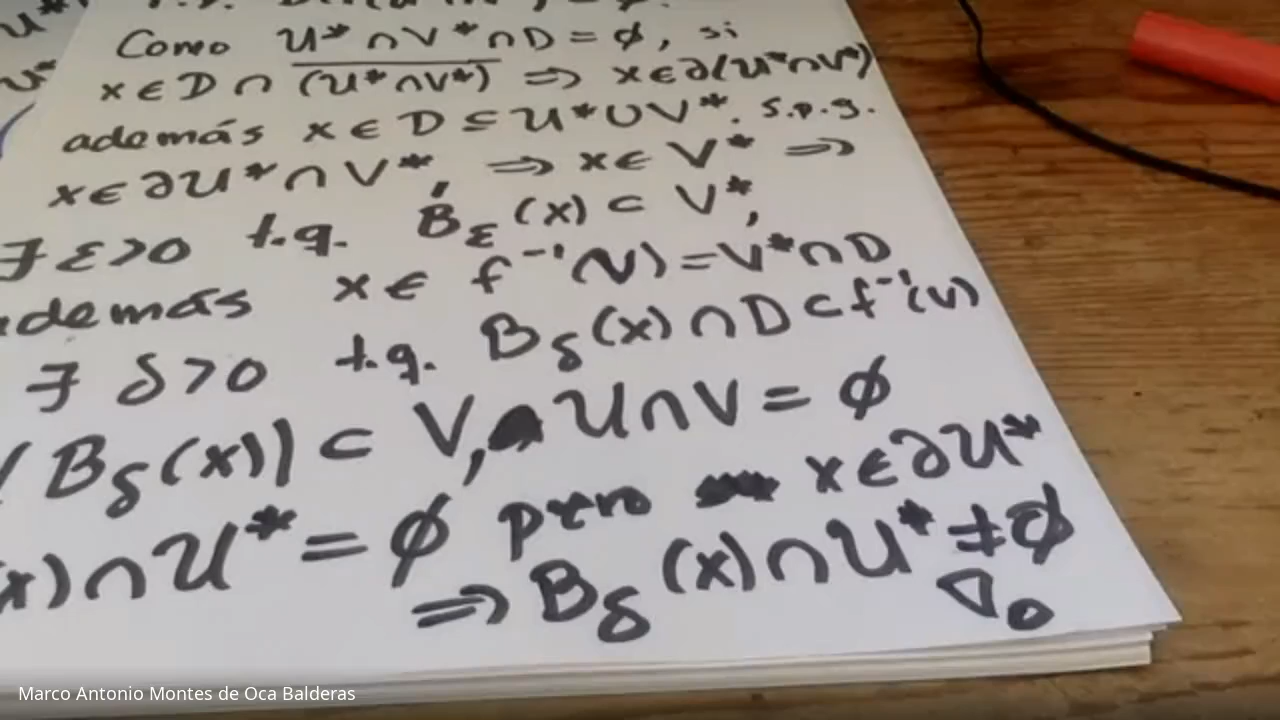 Como U* ∩ V* ∩ D = ∅, si
x ∈ D ∩ \overline{(U* ∩ V*)} ⇒ x ∈ ∂(U* ∩ V*)
además x ∈ D ⊆ U* ∪ V*. s.p.g.
x ∈ ∂U* ∩ V*, ⇒ x ∈ V* ⇒
∃ ε > 0 t.q. B_ε(x) ⊂ V*,
además x ∈ f⁻¹(V) = V* ∩ D
∃ δ > 0 t.q. B_δ(x) ∩ D ⊂ f⁻¹(V)
(B_δ(x)) ⊂ V, U ∩ V = ∅
x) ∩ U* = ∅ pero x ∈ ∂U*
⇒ B_δ(x) ∩ U* ≠ ∅
∇o
Marco Antonio Montes de Oca Balderas